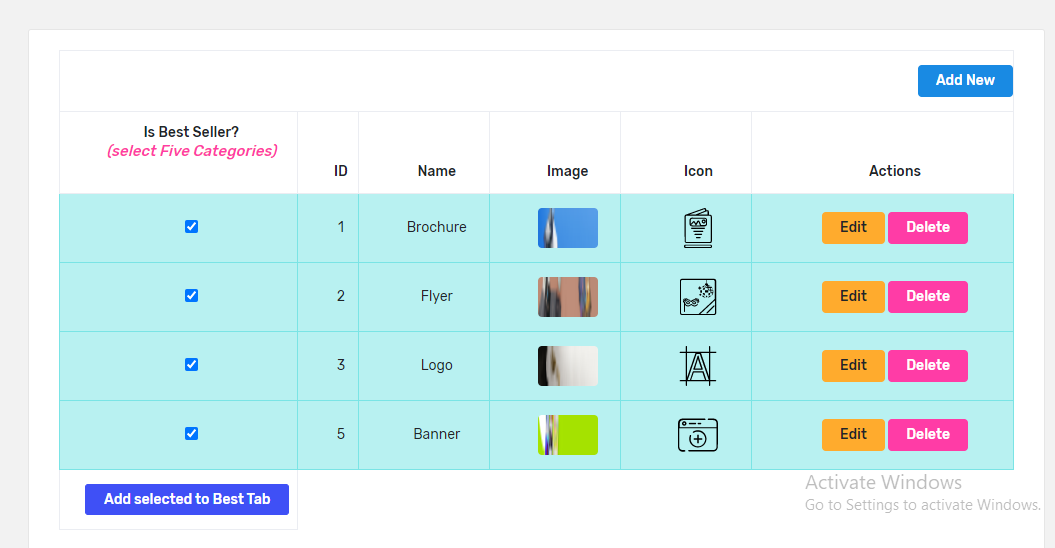 Add New
Is Best Seller?
(select Five Categories)
ID Name Image Icon Actions
1 Brochure Edit Delete
2 Flyer Edit Delete
3 Logo A Edit Delete
5 Banner Edit Delete
Add selected to Best Tab
Activate Windows
Go to Settings to activate Windows.